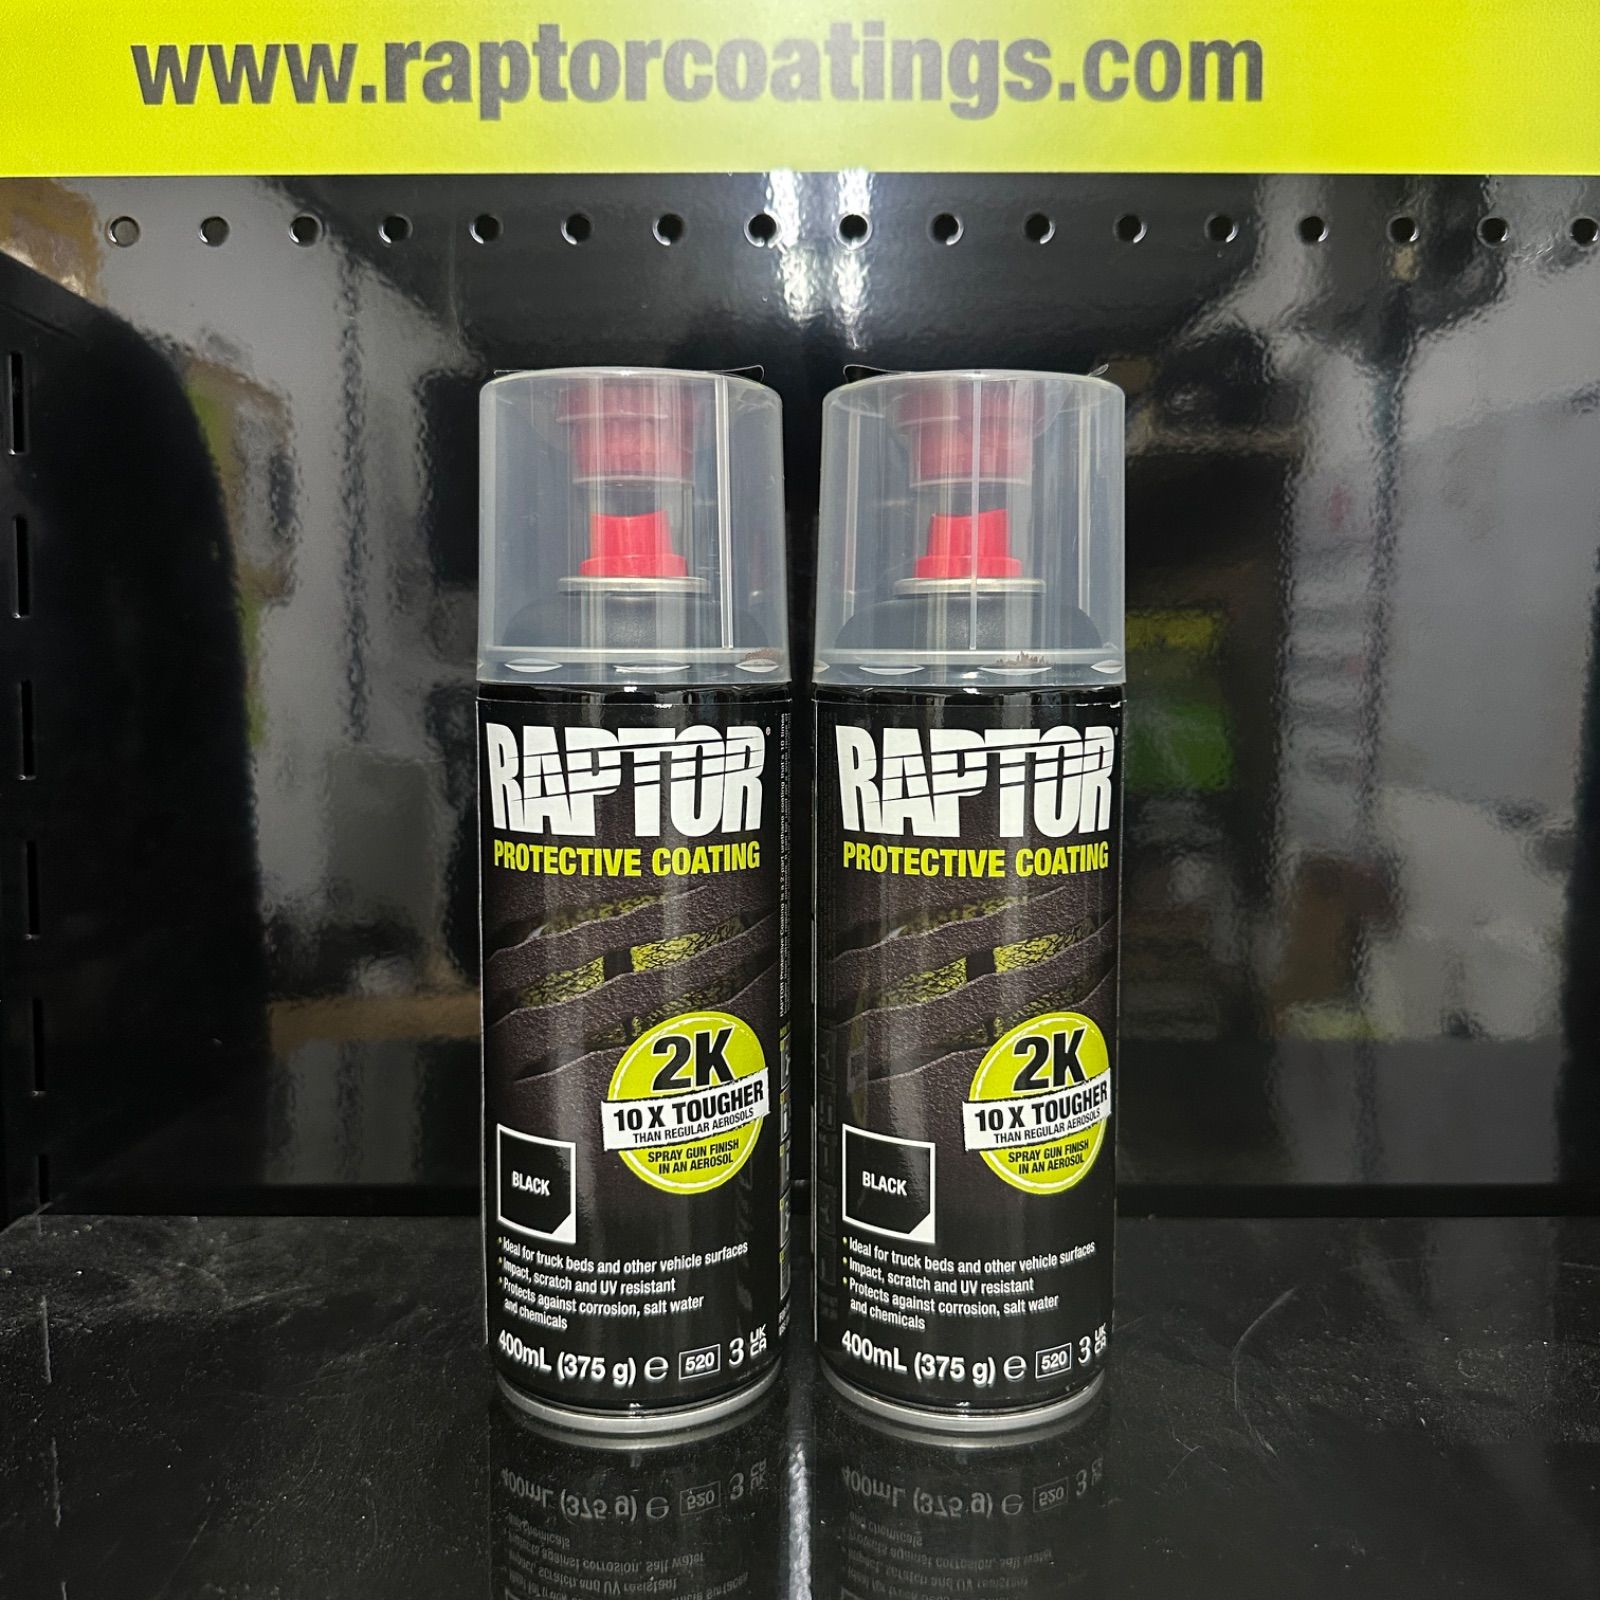 www.raptorcoatings.com
RAPTOR®
PROTECTIVE COATING
2K
10 X TOUGHER
THAN REGULAR AEROSOLS
SPRAY GUN FINISH
IN AN AEROSOL
BLACK
• Ideal for truck beds and other vehicle surfaces
• Impact, scratch and UV resistant
• Protects against corrosion, salt water
and chemicals
400mL (375 g) e 520 3 UK
CA
RAPTOR®
PROTECTIVE COATING
2K
10 X TOUGHER
THAN REGULAR AEROSOLS
SPRAY GUN FINISH
IN AN AEROSOL
BLACK
• Ideal for truck beds and other vehicle surfaces
• Impact, scratch and UV resistant
• Protects against corrosion, salt water
and chemicals
400mL (375 g) e 520 3 UK
CA